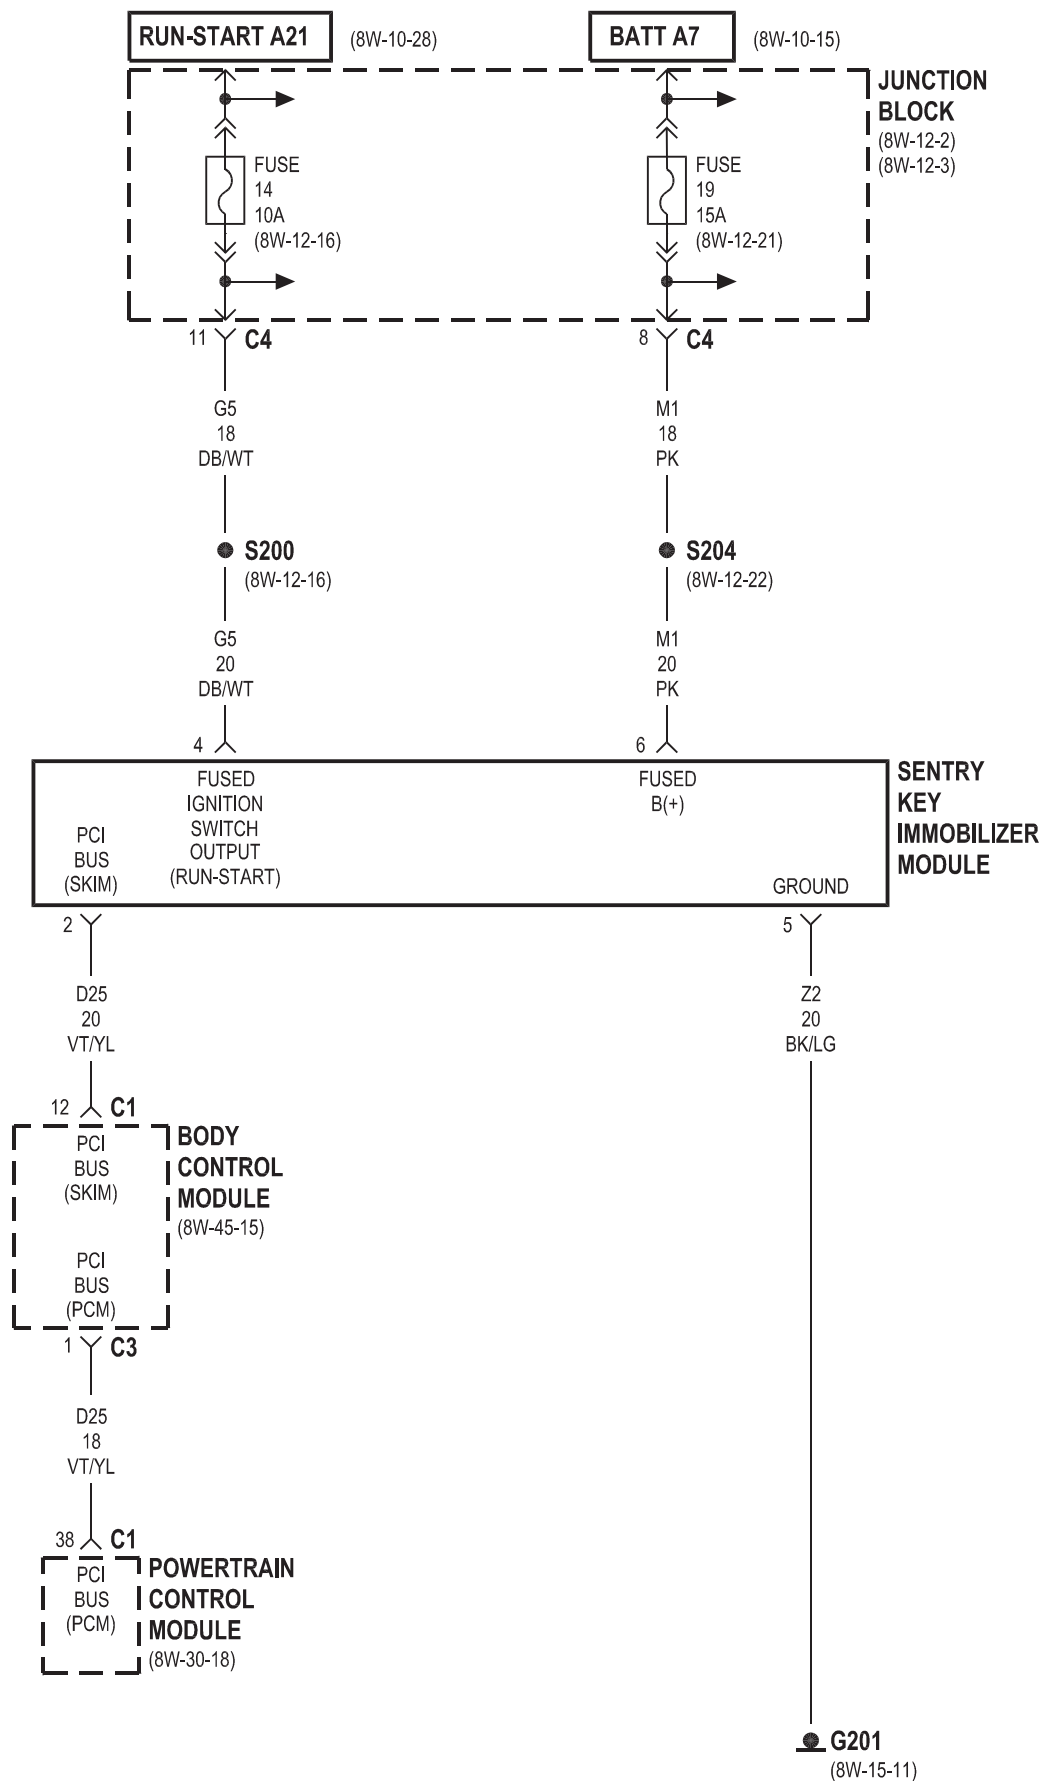 RUN-START A21 (8W-10-28)
BATT A7 (8W-10-15)
JUNCTION
BLOCK
(8W-12-2)
(8W-12-3)
FUSE
14
10A
(8W-12-16)
FUSE
19
15A
(8W-12-21)
11 C4
8 C4
G5
18
DB/WT
M1
18
PK
S200
(8W-12-16)
S204
(8W-12-22)
G5
20
DB/WT
M1
20
PK
4
6
SENTRY
KEY
IMMOBILIZER
MODULE
FUSED
IGNITION
SWITCH
OUTPUT
(RUN-START)
FUSED
B(+)
PCI
BUS
(SKIM)
GROUND
2
5
D25
20
VT/YL
Z2
20
BK/LG
12 C1
BODY
CONTROL
MODULE
(8W-45-15)
PCI
BUS
(SKIM)
PCI
BUS
(PCM)
1 C3
D25
18
VT/YL
38 C1
POWERTRAIN
CONTROL
MODULE
(8W-30-18)
PCI
BUS
(PCM)
G201
(8W-15-11)